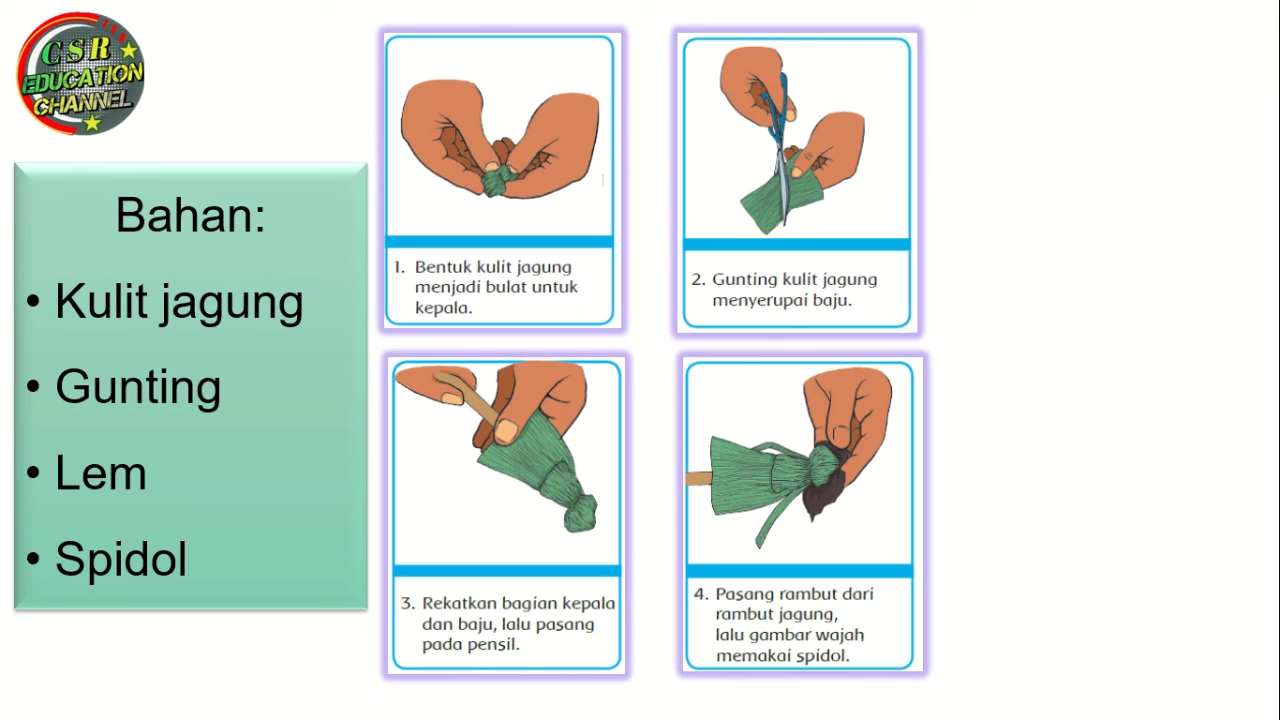 CSR
EDUCATION
CHANNEL
Bahan:
• Kulit jagung
• Gunting
• Lem
• Spidol
1. Bentuk kulit jagung
menjadi bulat untuk
kepala.
2. Gunting kulit jagung
menyerupai baju.
3. Rekatkan bagian kepala
dan baju, lalu pasang
pada pensil.
4. Pasang rambut dari
rambut jagung,
lalu gambar wajah
memakai spidol.